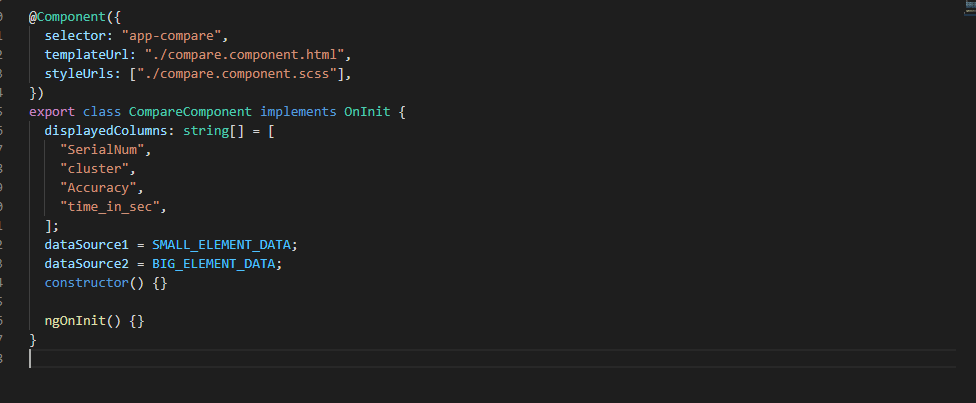 @Component({
  selector: "app-compare",
  templateUrl: "./compare.component.html",
  styleUrls: ["./compare.component.scss"],
})
export class CompareComponent implements OnInit {
  displayedColumns: string[] = [
    "SerialNum",
    "cluster",
    "Accuracy",
    "time_in_sec",
  ];
  dataSource1 = SMALL_ELEMENT_DATA;
  dataSource2 = BIG_ELEMENT_DATA;
  constructor() {}
  ngOnInit() {}
}